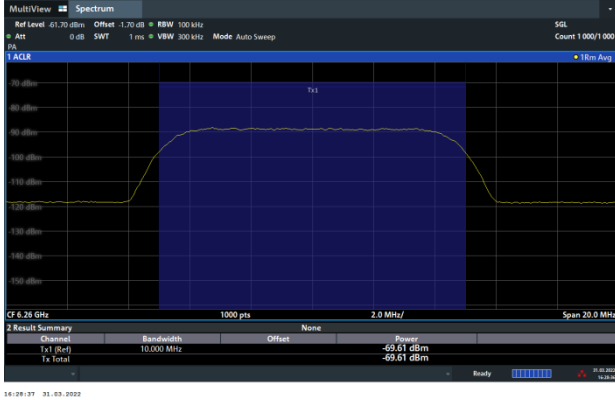 MultiView Spectrum
Ref Level -61.70 dBm Offset -1.70 dB RBW 100 kHz SGL
Att 0 dB SWT 1 ms VBW 300 kHz Mode Auto Sweep Count 1000/1000
PA
1 ACLR 1Rm Avg
Tx1
-70 dBm
-80 dBm
-90 dBm
-100 dBm
-110 dBm
-120 dBm
-130 dBm
-140 dBm
-150 dBm
CF 6.26 GHz 1000 pts 2.0 MHz/ Span 20.0 MHz
2 Result Summary None
Channel Bandwidth Offset Power
Tx1 (Ref) 10.000 MHz -69.61 dBm
Tx Total -69.61 dBm
Ready 31.03.2022
16:28:36
16:28:37 31.03.2022